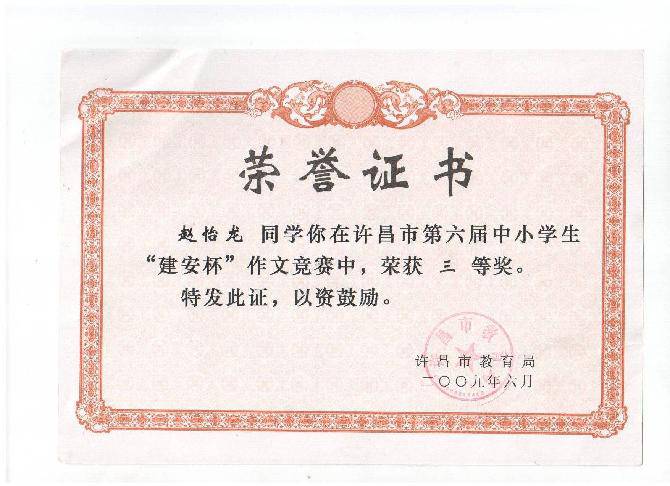 荣誉证书
赵怡龙 同学你在许昌市第六届中小学生
“建安杯”作文竞赛中，荣获 三 等奖。
特发此证，以资鼓励。
许昌市教育局
二〇〇九年六月